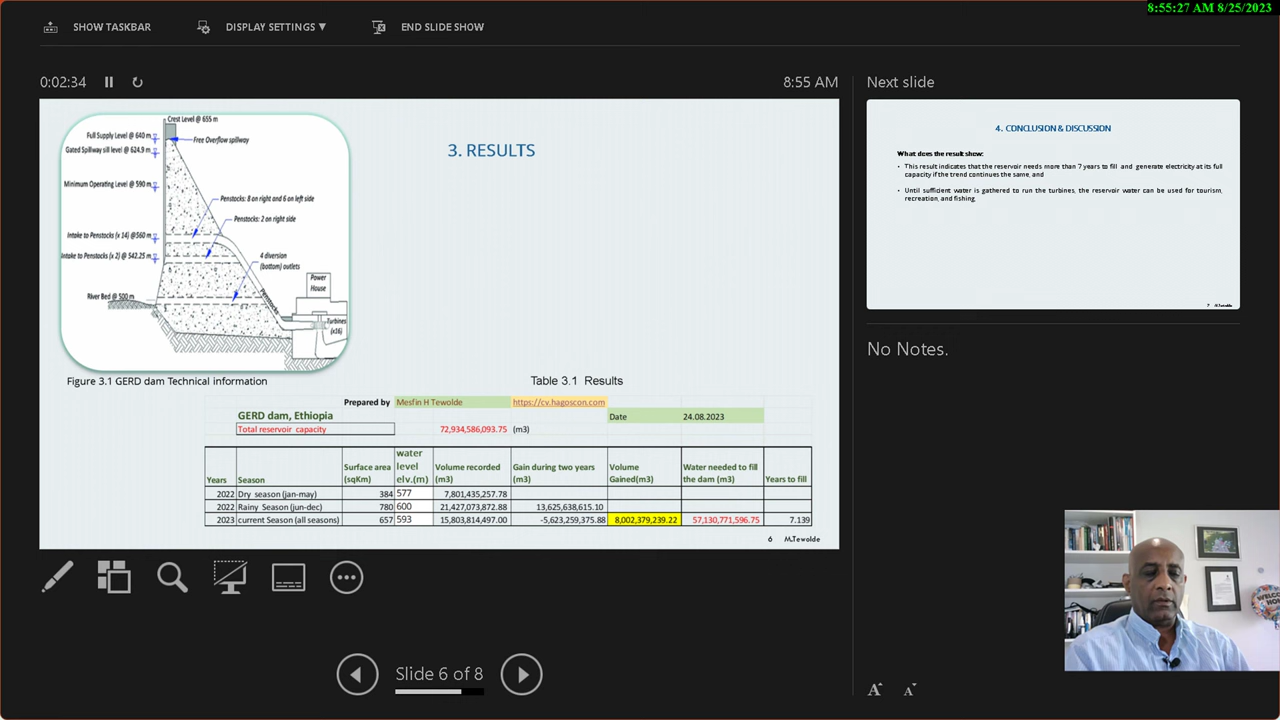 8:55:27 AM 8/25/2023
SHOW TASKBAR
DISPLAY SETTINGS ▼
END SLIDE SHOW
0:02:34
8:55 AM
Next slide
Crest Level @ 655 m
Full Supply Level @ 640 m
Free Overflow spillway
Gated Spillway sill level @ 624.9 m
Minimum Operating Level @ 590 m
Penstocks: 8 on right and 6 on left side
Penstocks: 2 on right side
Intake to Penstocks (x 14) @560 m
Intake to Penstocks (x 2) @ 542.25 m
4 diversion
(bottom) outlets
River Bed @ 500 m
Penstocks
Power
House
Turbines
(x16)
3. RESULTS
Figure 3.1 GERD dam Technical information
Table 3.1 Results
Prepared by Mesfin H Tewolde https://cv.hagoscon.com
GERD dam, Ethiopia Date 24.08.2023
Total reservoir capacity 72,934,586,093.75 (m3)
Years Season Surface area (sqKm) water level elv.(m) Volume recorded (m3) Gain during two years (m3) Volume Gained(m3) Water needed to fill the dam (m3) Years to fill
2022 Dry season (jan-may) 384 577 7,801,435,257.78
2022 Rainy Season (jun-dec) 780 600 21,427,073,872.88 13,625,638,615.10
2023 current Season (all seasons) 657 593 15,803,814,497.00 -5,623,259,375.88 8,002,379,239.22 57,130,771,596.75 7.139
6 M.Tewolde
4. CONCLUSION & DISCUSSION
What does the result show:
• This result indicates that the reservoir needs more than 7 years to fill and generate electricity at its full
capacity if the trend continues the same, and
• Until sufficient water is gathered to run the turbines, the reservoir water can be used for tourism,
recreation, and fishing.
7 M.Tewolde
No Notes.
Slide 6 of 8
A A